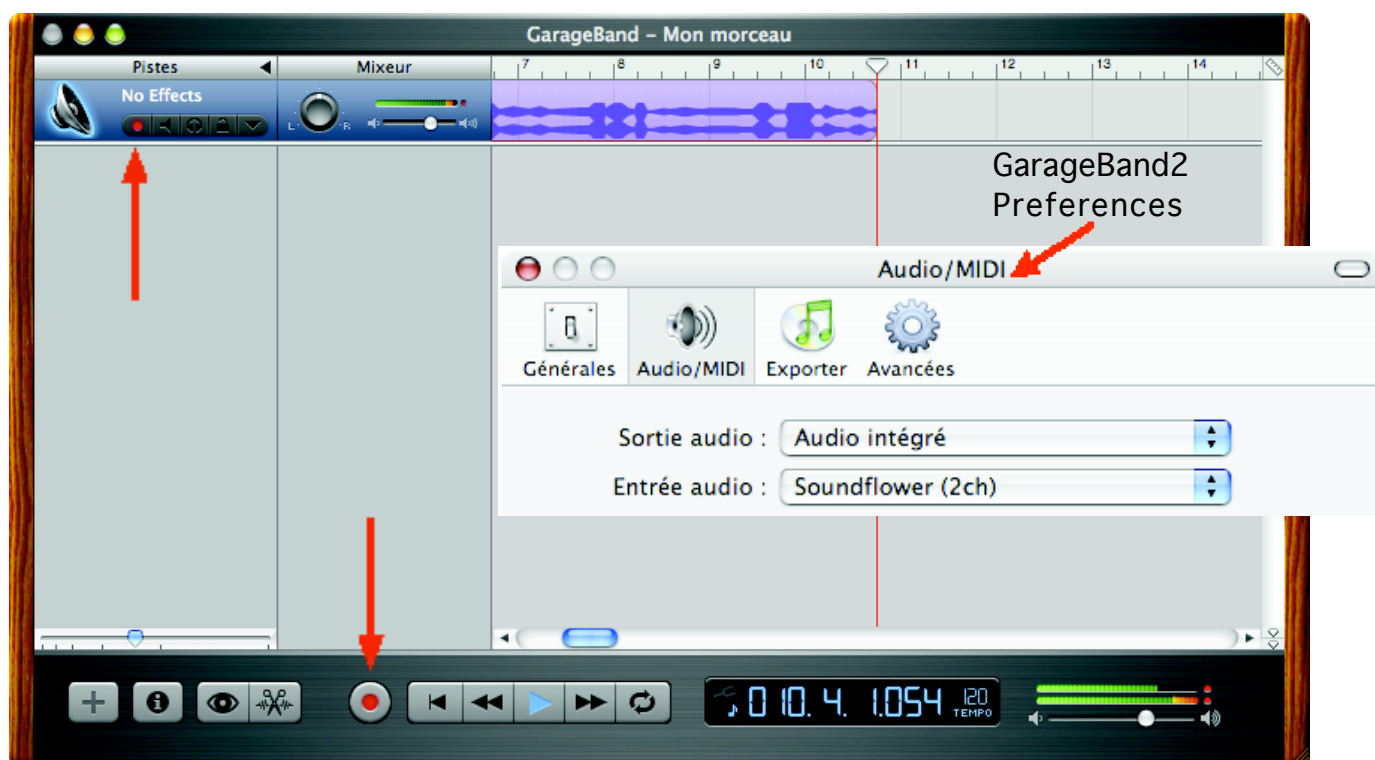 GarageBand – Mon morceau
Pistes Mixeur 7 8 9 10 11 12 13 14
No Effects
L R
GarageBand2
Preferences
Audio/MIDI
Générales Audio/MIDI Exporter Avancées
Sortie audio : Audio intégré
Entrée audio : Soundflower (2ch)
010. 4. 1.054 120
TEMPO